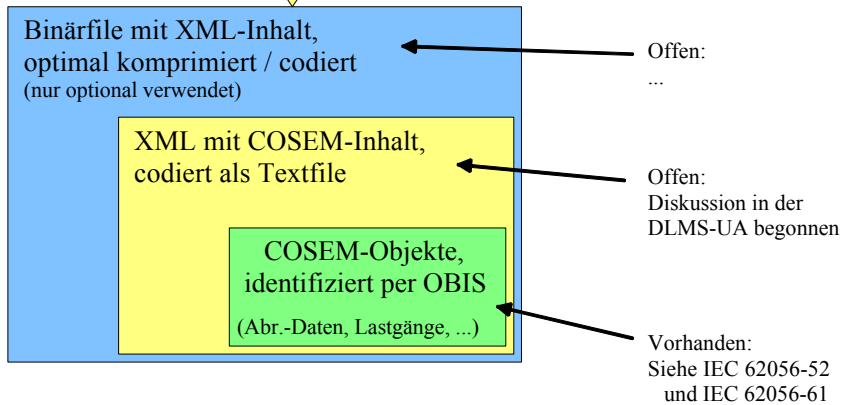 Binärfile mit XML-Inhalt,
optimal komprimiert / codiert
(nur optional verwendet)
Offen:
...
XML mit COSEM-Inhalt,
codiert als Textfile
Offen:
Diskussion in der
DLMS-UA begonnen
COSEM-Objekte,
identifiziert per OBIS
(Abr.-Daten, Lastgänge, ...)
Vorhanden:
Siehe IEC 62056-52
und IEC 62056-61